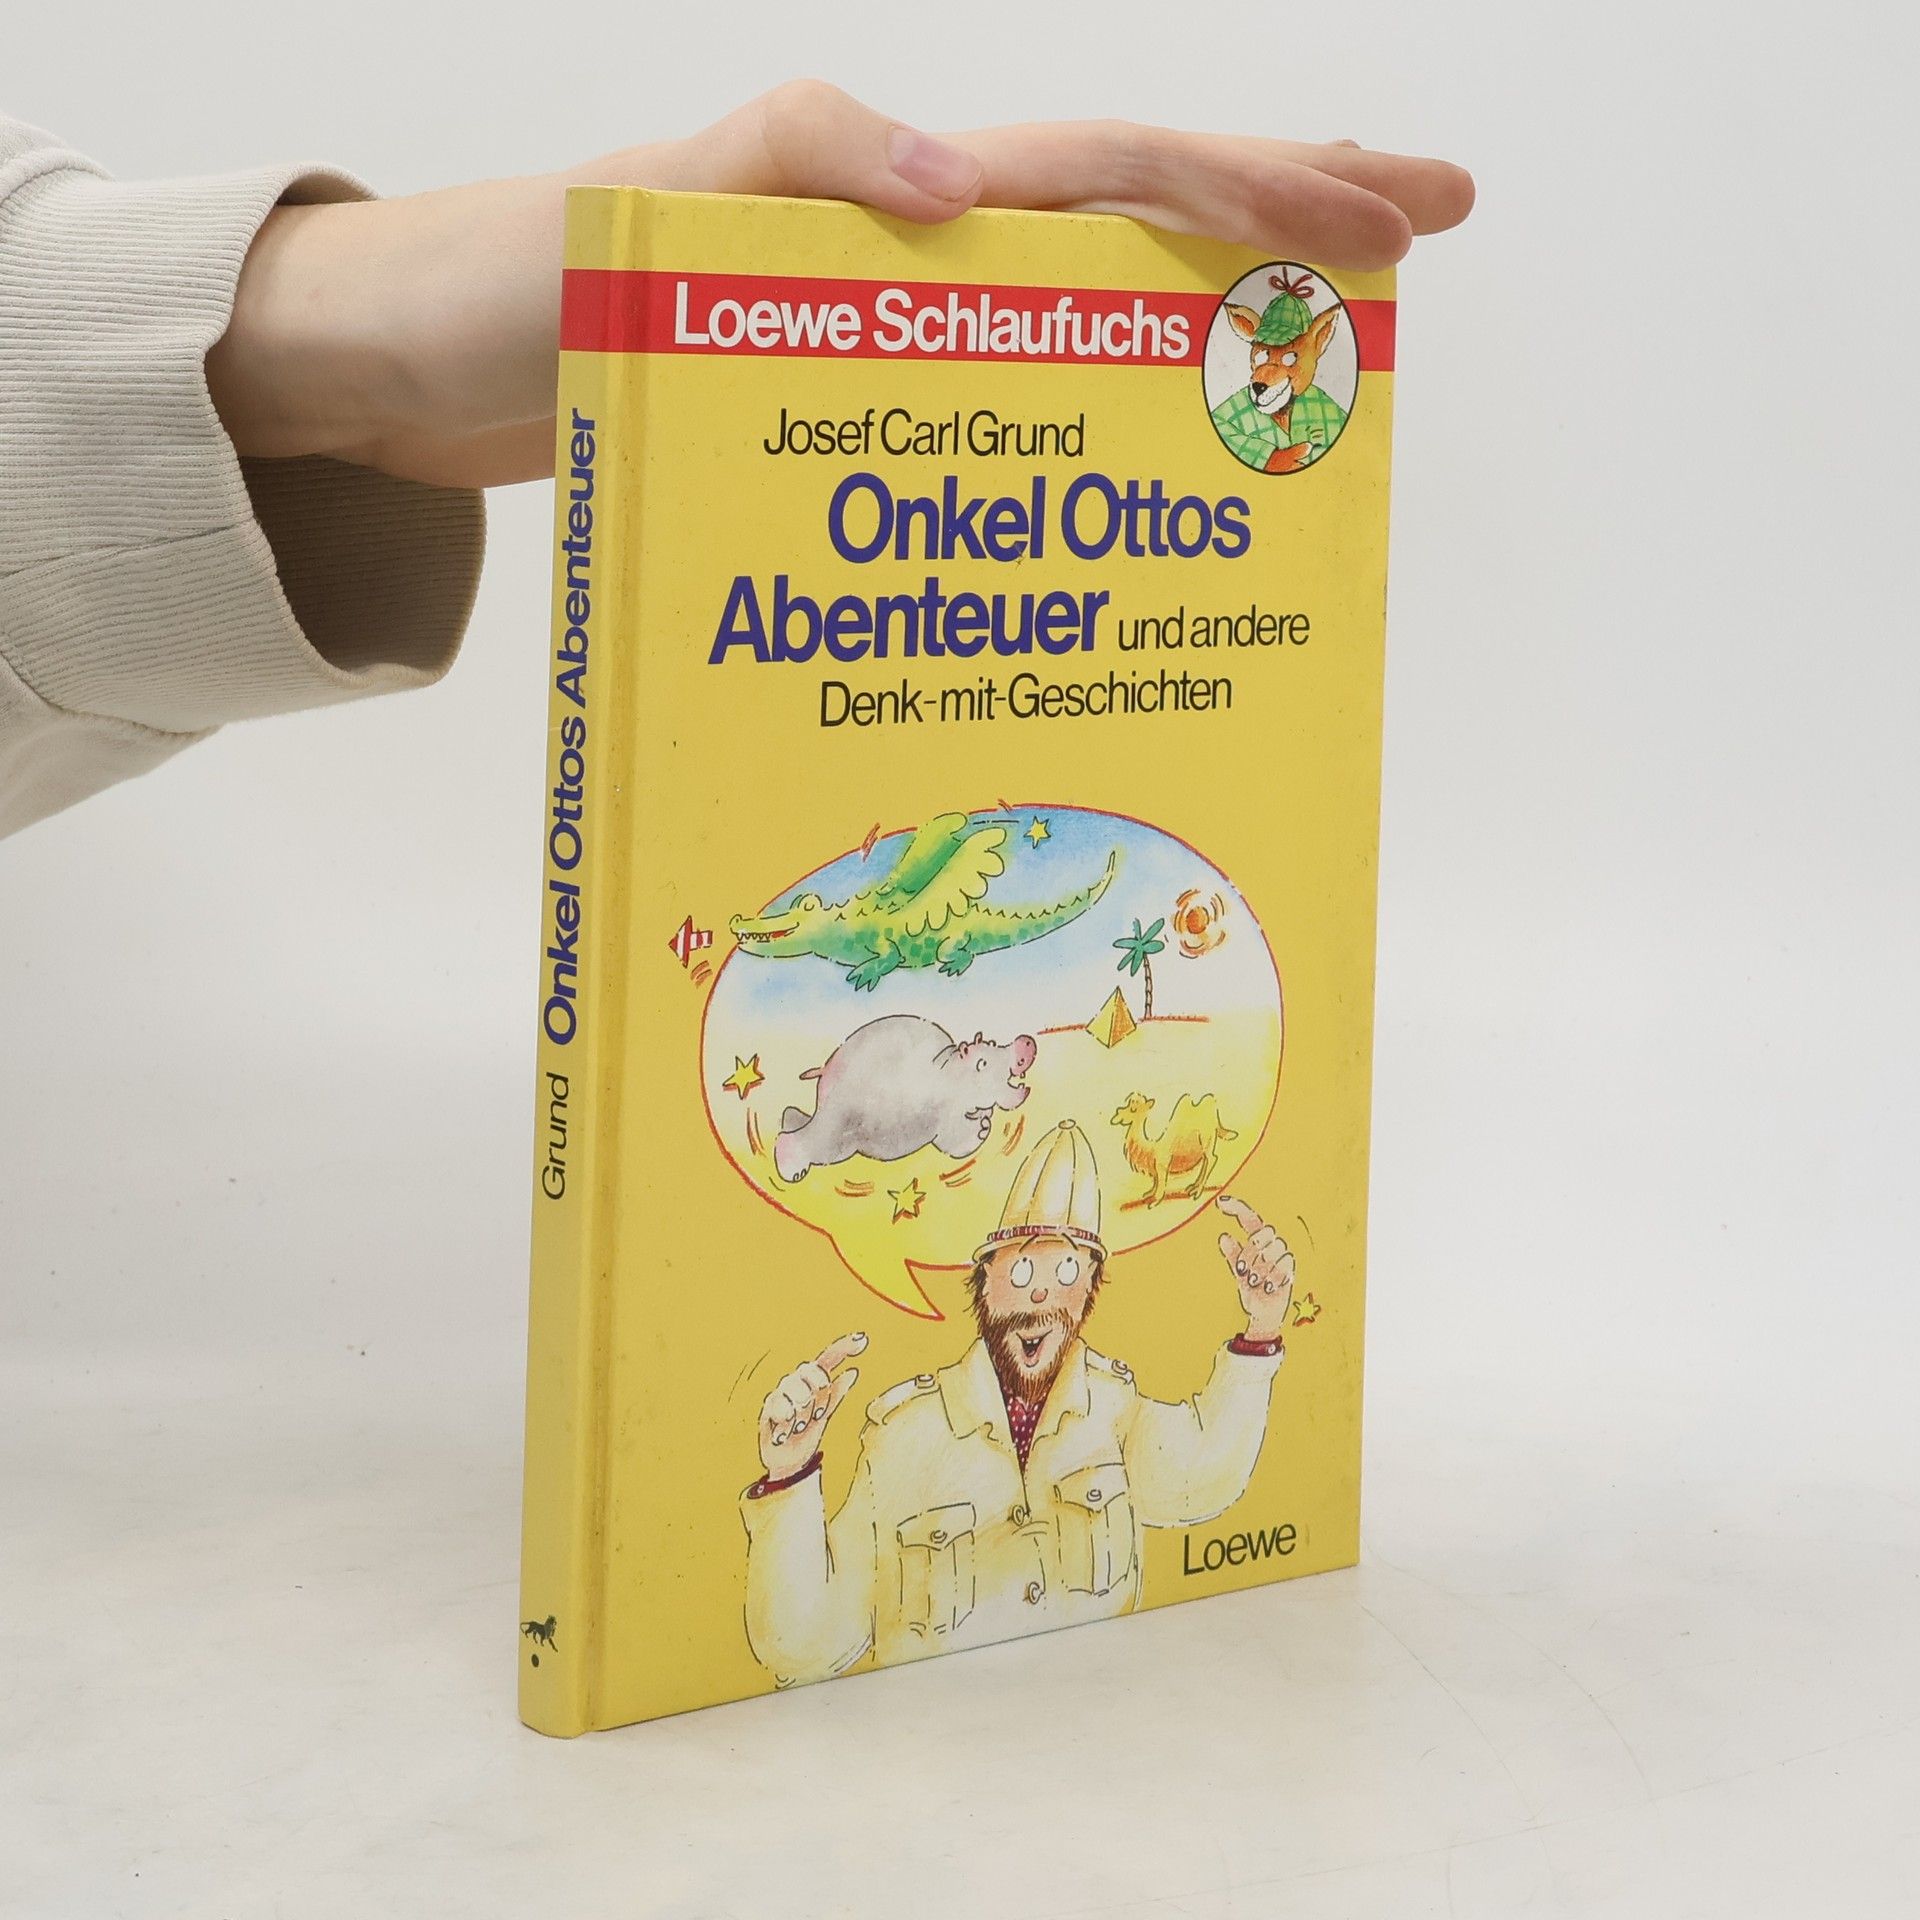 Loewe Schlaufuchs
Josef Carl Grund
Onkel Ottos
Abenteuer und andere
Denk-mit-Geschichten
Loewe
Grund Onkel Ottos Abenteuer